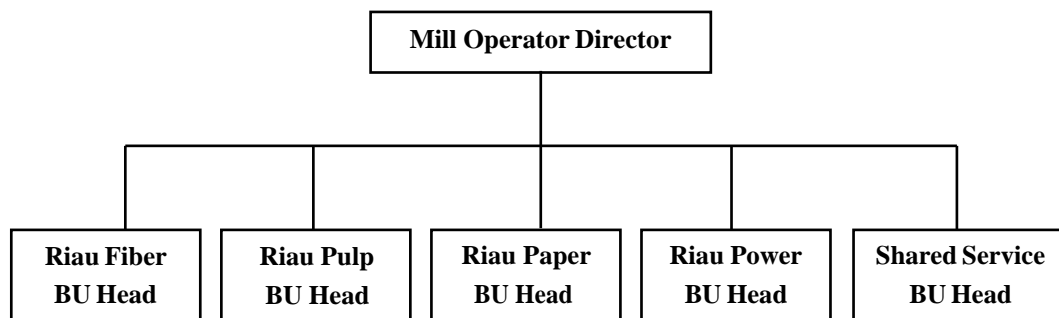 Mill Operator Director
Riau Fiber
BU Head
Riau Pulp
BU Head
Riau Paper
BU Head
Riau Power
BU Head
Shared Service
BU Head